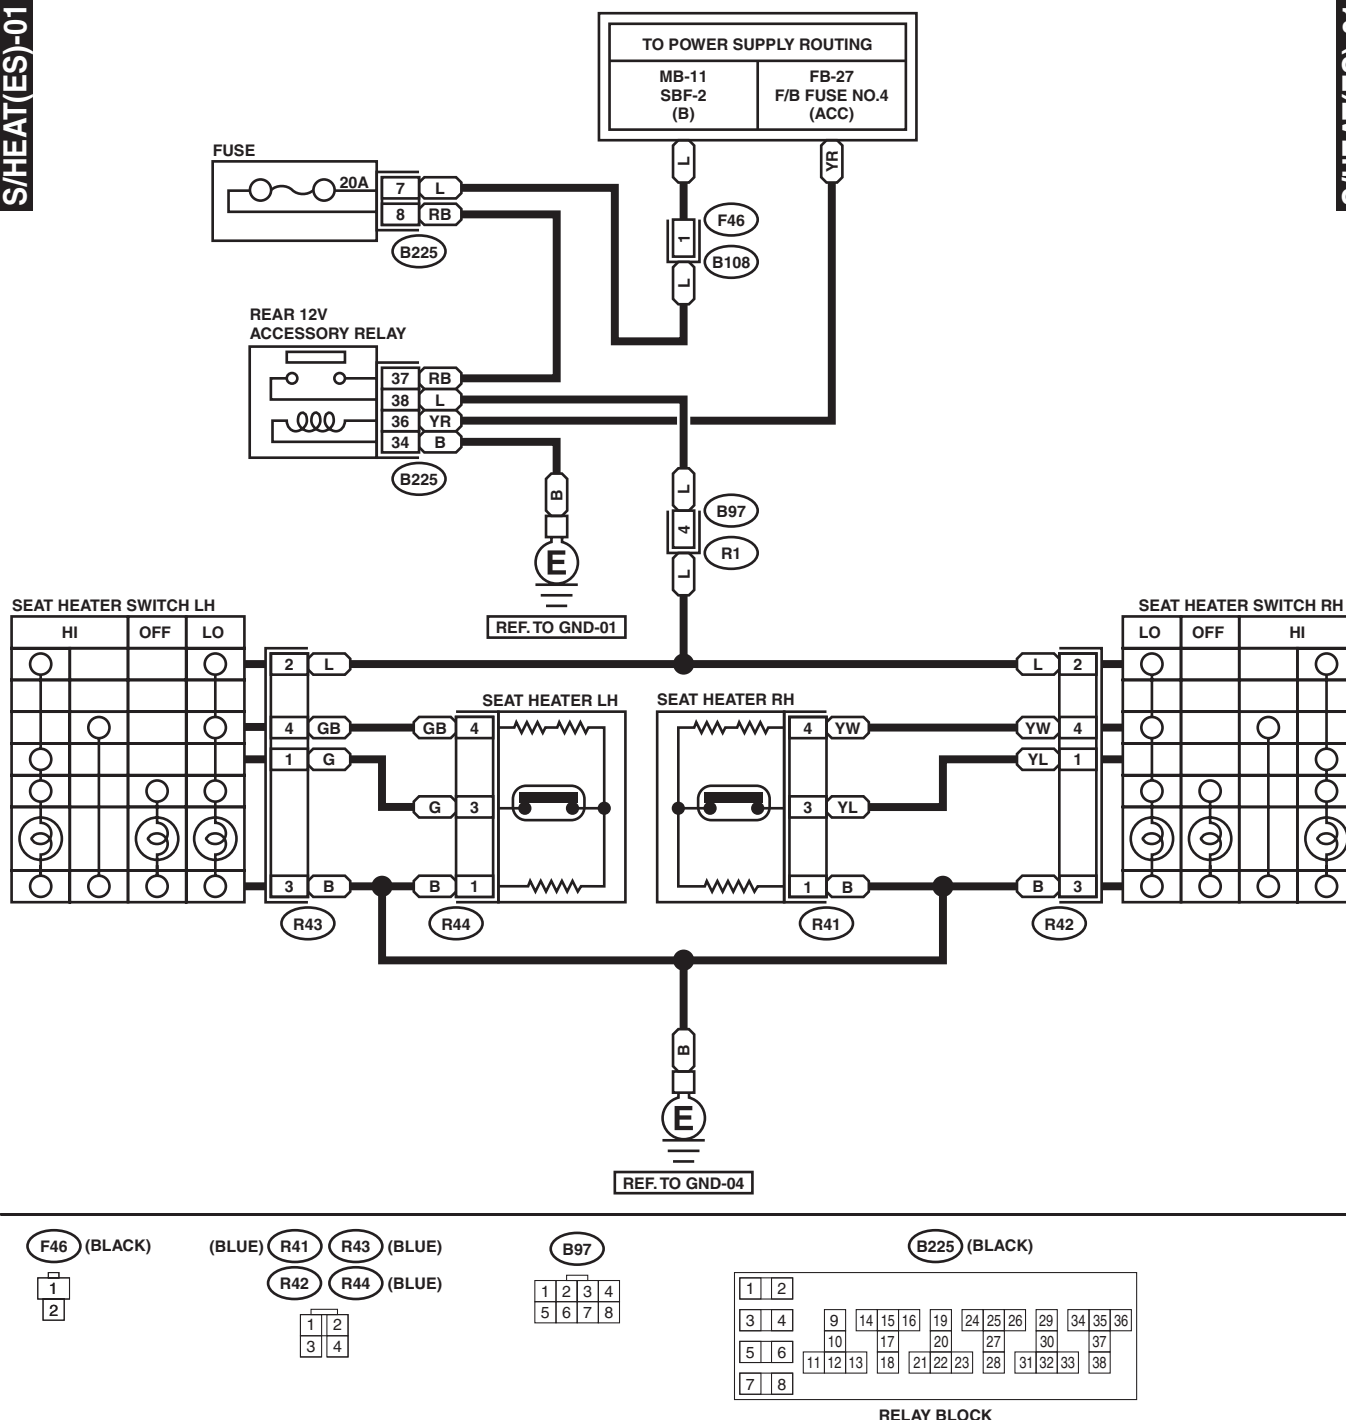 S/HEAT(ES)-01
TO POWER SUPPLY ROUTING
MB-11
SBF-2
(B)
FB-27
F/B FUSE NO.4
(ACC)
L
YR
FUSE
20A
7 L
8 RB
B225
F46
1
B108
L
REAR 12V
ACCESSORY RELAY
37 RB
38 L
36 YR
34 B
B225
B
E
REF. TO GND-01
L
B97
4
R1
L
SEAT HEATER SWITCH LH
HI OFF LO
2 L
4 GB
1 G
3 B
R43
SEAT HEATER LH
GB 4
G 3
B 1
R44
SEAT HEATER RH
4 YW
3 YL
1 B
R41
SEAT HEATER SWITCH RH
LO OFF HI
L 2
YW 4
YL 1
B 3
R42
B
E
REF. TO GND-04
F46 (BLACK)
1
2
(BLUE) R41 R43 (BLUE)
R42 R44 (BLUE)
1 2
3 4
B97
1 2 3 4
5 6 7 8
B225 (BLACK)
1 2
3 4 9 14 15 16 19 24 25 26 29 34 35 36
10 17 20 27 30 37
5 6 11 12 13 18 21 22 23 28 31 32 33 38
7 8
RELAY BLOCK